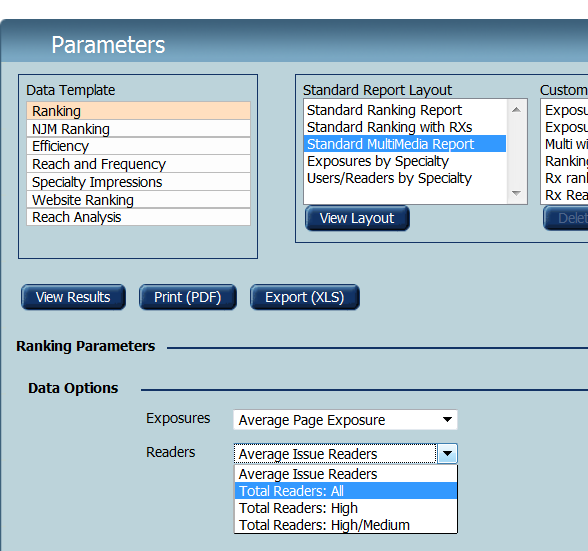 Parameters
Data Template
Ranking
NJM Ranking
Efficiency
Reach and Frequency
Specialty Impressions
Website Ranking
Reach Analysis
Standard Report Layout
Standard Ranking Report
Standard Ranking with RXs
Standard MultiMedia Report
Exposures by Specialty
Users/Readers by Specialty
View Layout
Custom
Exposu
Exposu
Multi wi
Ranking
Rx rank
Rx Rea
Delet
View Results
Print (PDF)
Export (XLS)
Ranking Parameters
Data Options
Exposures
Average Page Exposure
Readers
Average Issue Readers
Average Issue Readers
Total Readers: All
Total Readers: High
Total Readers: High/Medium